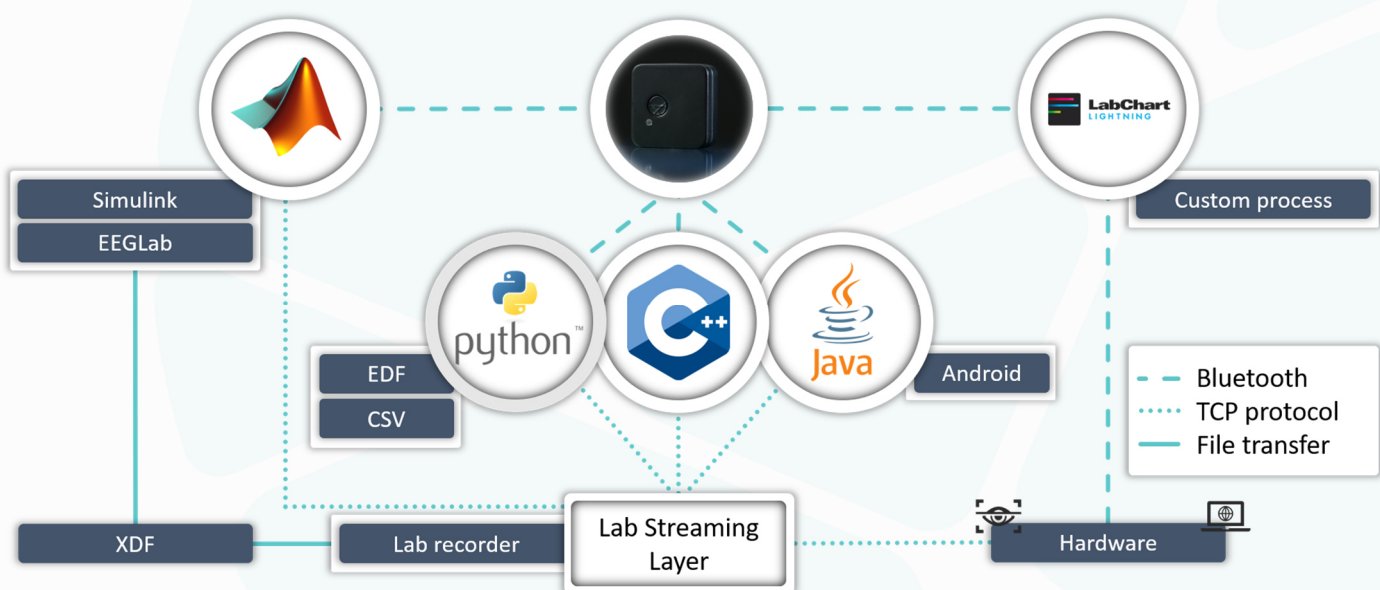 LabChart
LIGHTNING
Simulink
EEGLab
Custom process
python™
C++
Java
EDF
CSV
Android
Bluetooth
TCP protocol
File transfer
XDF
Lab recorder
Lab Streaming
Layer
Hardware